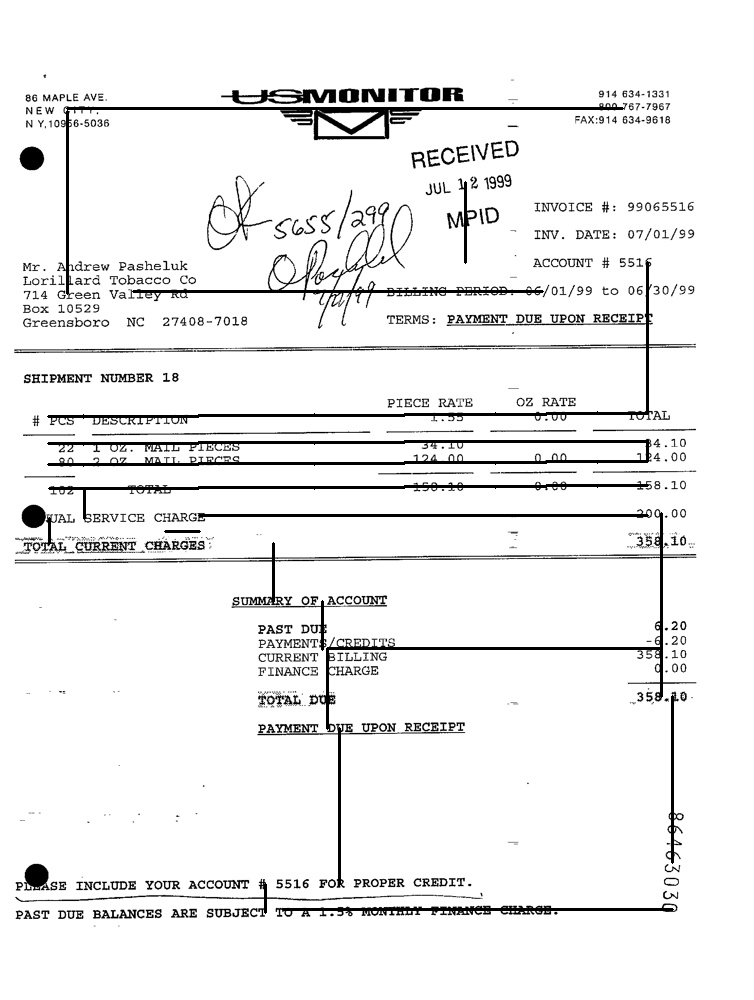 86 MAPLE AVE.
NEW CITY,
N Y,10956-5036
USMONITOR
914 634-1331
800 767-7967
FAX:914 634-9618
RECEIVED
JUL 12 1999
MPID
OK 5655/299
INVOICE #: 99065516
INV. DATE: 07/01/99
ACCOUNT # 5516
BILLING PERIOD: 06/01/99 to 06/30/99
TERMS: PAYMENT DUE UPON RECEIPT
Mr. Andrew Pasheluk
Lorillard Tobacco Co
714 Green Valley Rd
Box 10529
Greensboro NC 27408-7018
SHIPMENT NUMBER 18
PIECE RATE OZ RATE
# PCS DESCRIPTION 1.55 0.00 TOTAL
22 1 OZ. MAIL PIECES 34.10 34.10
80 2 OZ. MAIL PIECES 124.00 0.00 124.00
102 TOTAL 158.10 0.00 158.10
UAL SERVICE CHARGE 200.00
TOTAL CURRENT CHARGES: 358.10
SUMMARY OF ACCOUNT
PAST DUE 6.20
PAYMENTS/CREDITS -6.20
CURRENT BILLING 358.10
FINANCE CHARGE 0.00
TOTAL DUE 358.10
PAYMENT DUE UPON RECEIPT
86463030
PLEASE INCLUDE YOUR ACCOUNT # 5516 FOR PROPER CREDIT.
PAST DUE BALANCES ARE SUBJECT TO A 1.5% MONTHLY FINANCE CHARGE.